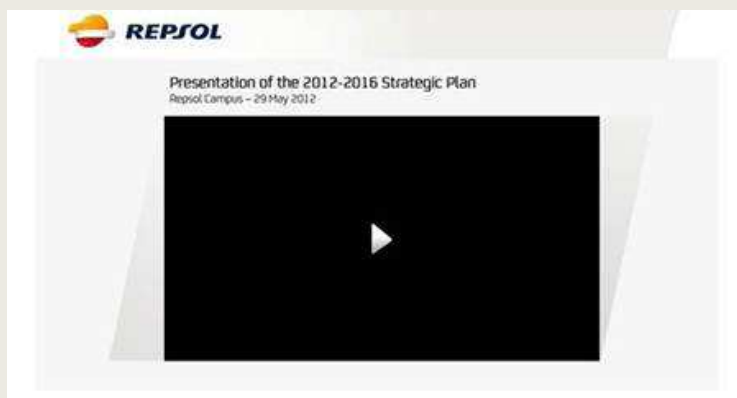 REPSOL
Presentation of the 2012-2016 Strategic Plan
Repsol Campus – 29 May 2012